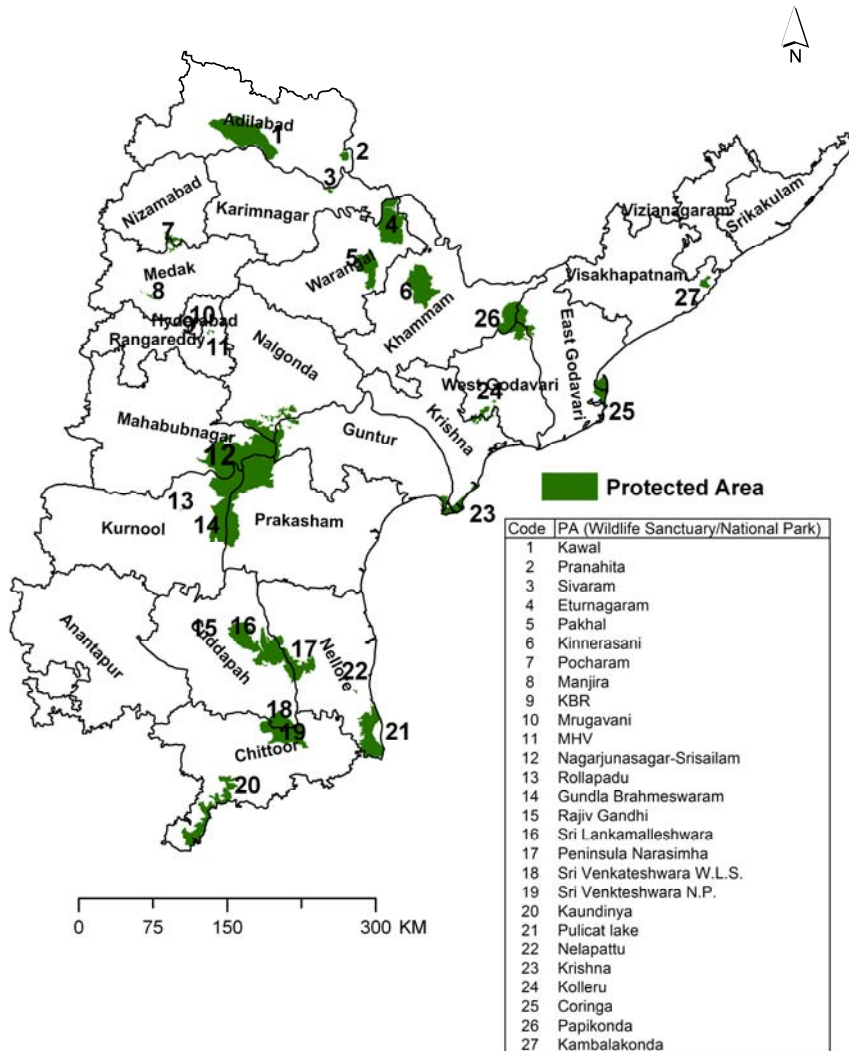 N
Adilabad
1
2
3
Nizamabad
Karimnagar
4
Vizianagaram
Srikakulam
7
Medak
5
Warangal
Visakhapatnam
8
6
27
10
Hyderabad
9
Rangareddy
11
Khammam
26
East Godavari
Nalgonda
West Godavari
24
25
Mahabubnagar
Guntur
Krishna
12
Protected Area
13
14
Prakasham
23
Kurnool
Code PA (Wildlife Sanctuary/National Park)
1 Kawal
2 Pranahita
3 Sivaram
4 Eturnagaram
5 Pakhal
6 Kinnerasani
7 Pocharam
8 Manjira
9 KBR
10 Mrugavani
11 MHV
12 Nagarjunasagar-Srisailam
13 Rollapadu
14 Gundla Brahmeswaram
15 Rajiv Gandhi
16 Sri Lankamalleshwara
17 Peninsula Narasimha
18 Sri Venkateshwara W.L.S.
19 Sri Venkteshwara N.P.
20 Kaundinya
21 Pulicat lake
22 Nelapattu
23 Krishna
24 Kolleru
25 Coringa
26 Papikonda
27 Kambalakonda
Anantapur
15
16
Cuddapah
17
Nellore
22
18
19
21
Chittoor
20
0 75 150 300 KM